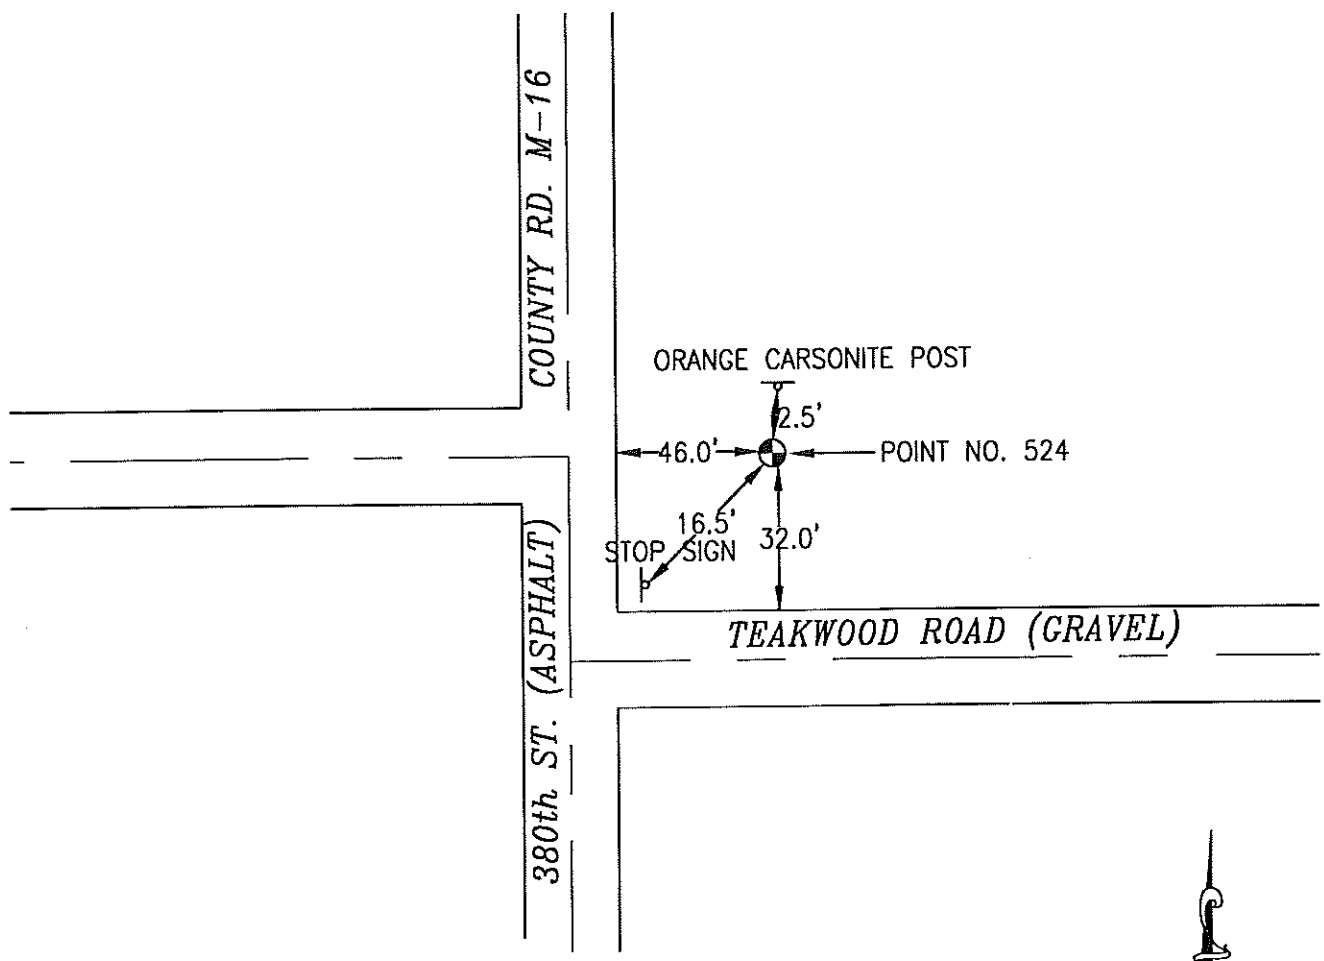 COUNTY RD. M-16
ORANGE CARSONITE POST
2.5'
46.0'
POINT NO. 524
16.5'
32.0'
STOP SIGN
380th ST. (ASPHALT)
TEAKWOOD ROAD (GRAVEL)